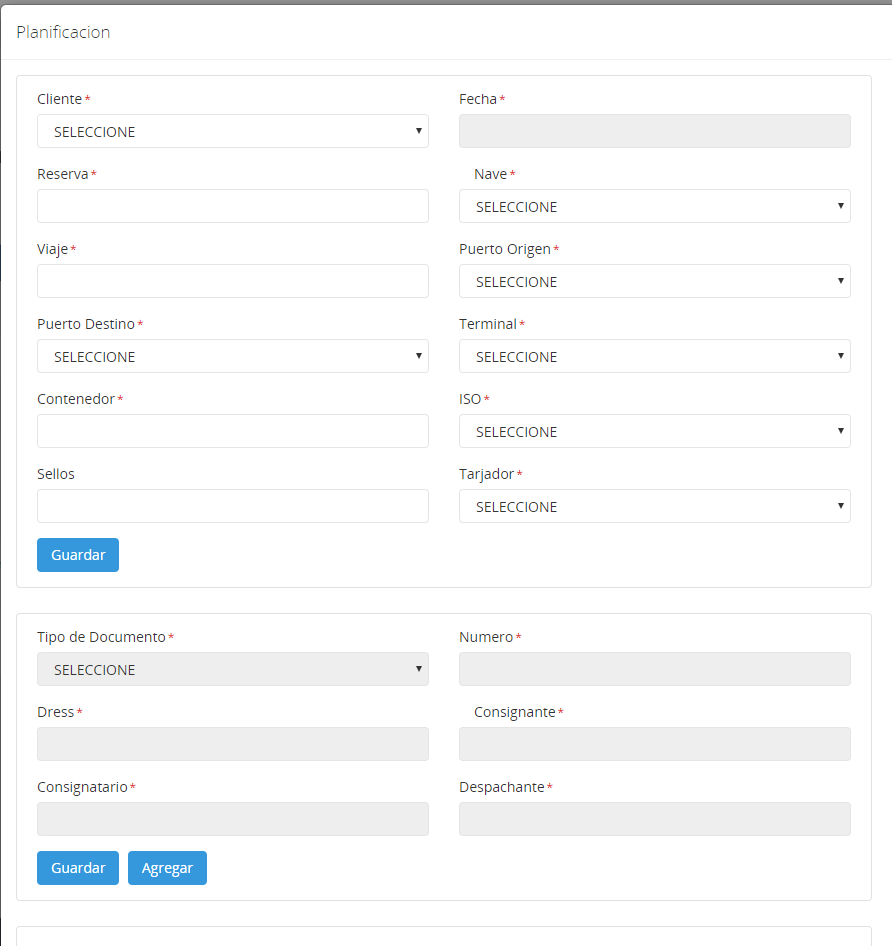 Planificacion
Cliente* Fecha*
SELECCIONE
Reserva* Nave*
SELECCIONE
Viaje* Puerto Origen*
SELECCIONE
Puerto Destino* Terminal*
SELECCIONE SELECCIONE
Contenedor* ISO*
SELECCIONE
Sellos Tarjador*
SELECCIONE
Guardar
Tipo de Documento* Numero*
SELECCIONE
Dress* Consignante*
Consignatario* Despachante*
Guardar Agregar